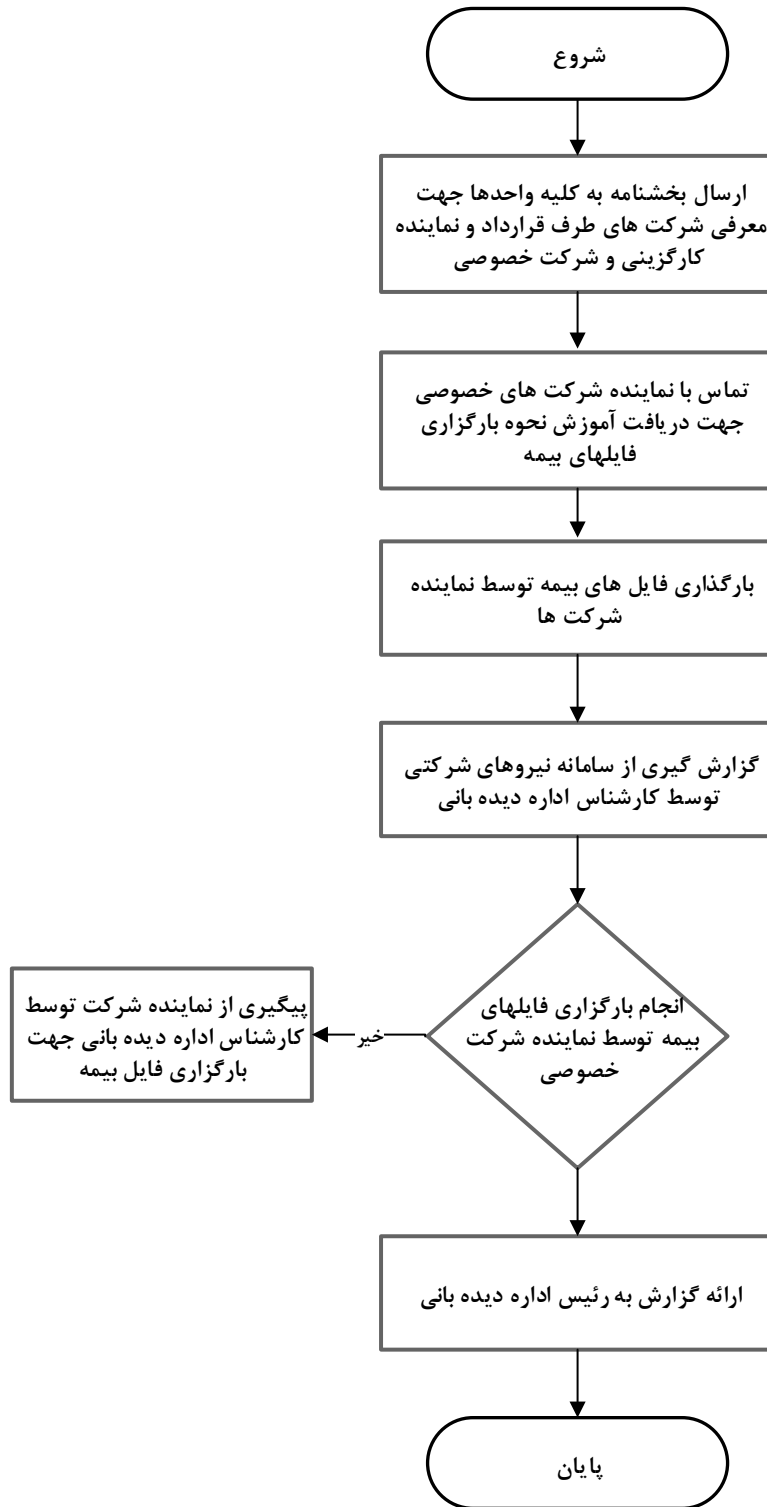 شروع
ارسال بخشنامه به کلیه واحدها جهت
معرفی شرکت های طرف قرارداد و نماینده
کارگزینی و شرکت خصوصی
تماس با نماینده شرکت های خصوصی
جهت دریافت آموزش نحوه بارگزاری
فایلهای بیمه
بارگذاری فایل های بیمه توسط نماینده
شرکت ها
گزارش گیری از سامانه نیروهای شرکتی
توسط کارشناس اداره دیده بانی
انجام بارگزاری فایلهای
بیمه توسط نماینده شرکت
خصوصی
خیر
پیگیری از نماینده شرکت توسط
کارشناس اداره دیده بانی جهت
بارگزاری فایل بیمه
ارائه گزارش به رئیس اداره دیده بانی
پایان